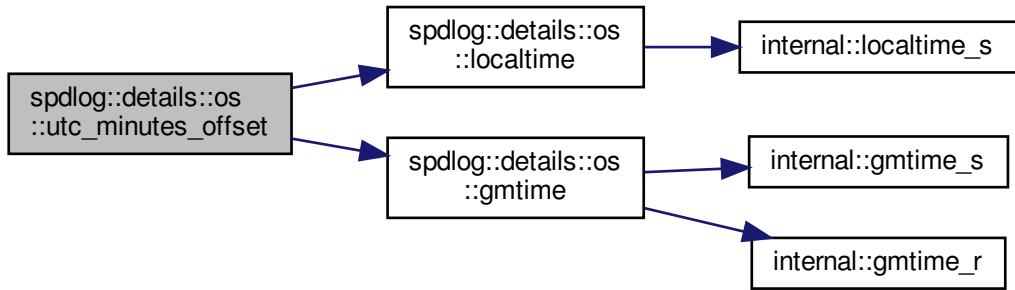 spdlog::details::os
::utc_minutes_offset
spdlog::details::os
::localtime
internal::localtime_s
spdlog::details::os
::gmtime
internal::gmtime_s
internal::gmtime_r